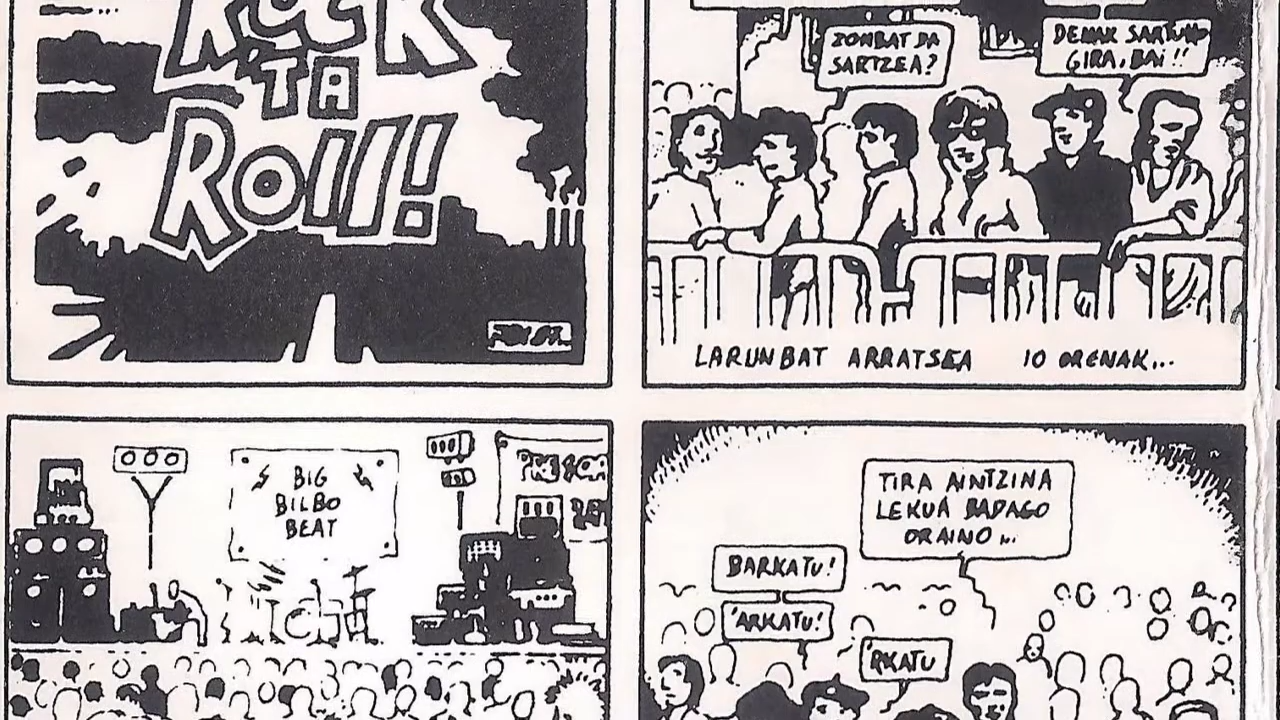 ROCK
TA
ROLL!
ZONBAT DA
SARTZEA?
DENAK SARTUKO
GIRA, BAI!!
LARUNBAT ARRATSEA 10 ORENAK...
BIG
BILBO
BEAT
TIRA AINTZINA
LEKUA BADAGO
ORAINO...
BARKATU!
'ARKATU!
'RKATU